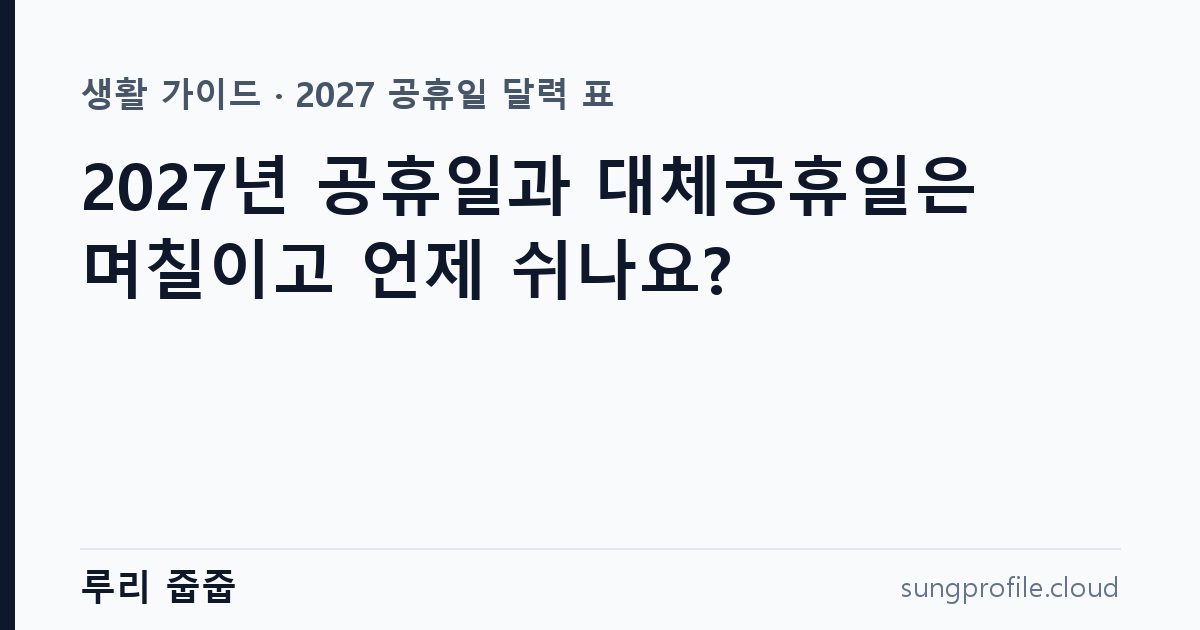 생활 가이드 · 2027 공휴일 달력 표
2027년 공휴일과 대체공휴일은
며칠이고 언제 쉬나요?
루리 줍줍
sungprofile.cloud